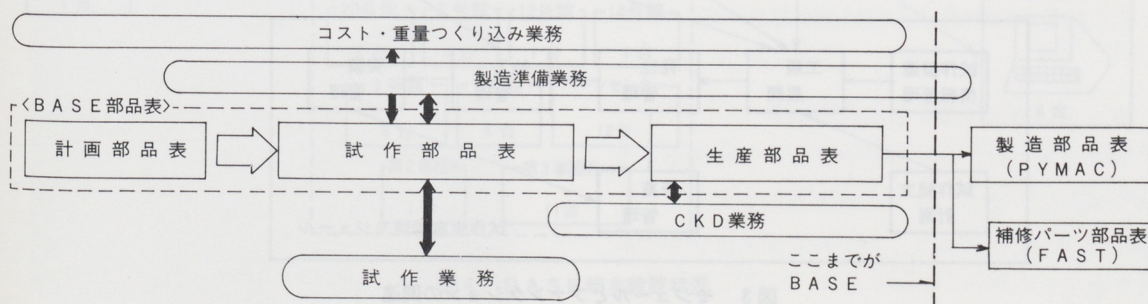 コスト・重量つくり込み業務
製造準備業務
〈BASE部品表〉
計画部品表
試作部品表
生産部品表
製造部品表
(PYMAC)
CKD業務
補修パーツ部品表
(FAST)
試作業務
ここまでが
BASE